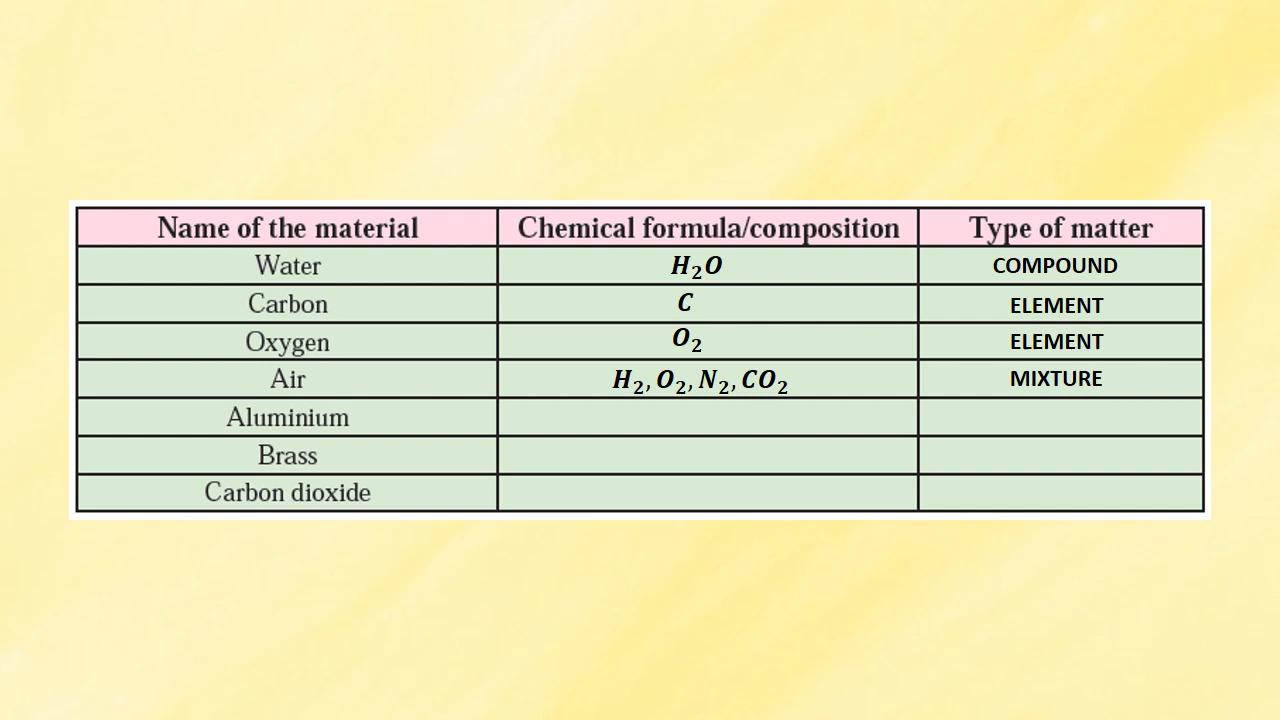 Name of the material Chemical formula/composition Type of matter
Water H₂O COMPOUND
Carbon C ELEMENT
Oxygen O₂ ELEMENT
Air H₂, O₂, N₂, CO₂ MIXTURE
Aluminium
Brass
Carbon dioxide